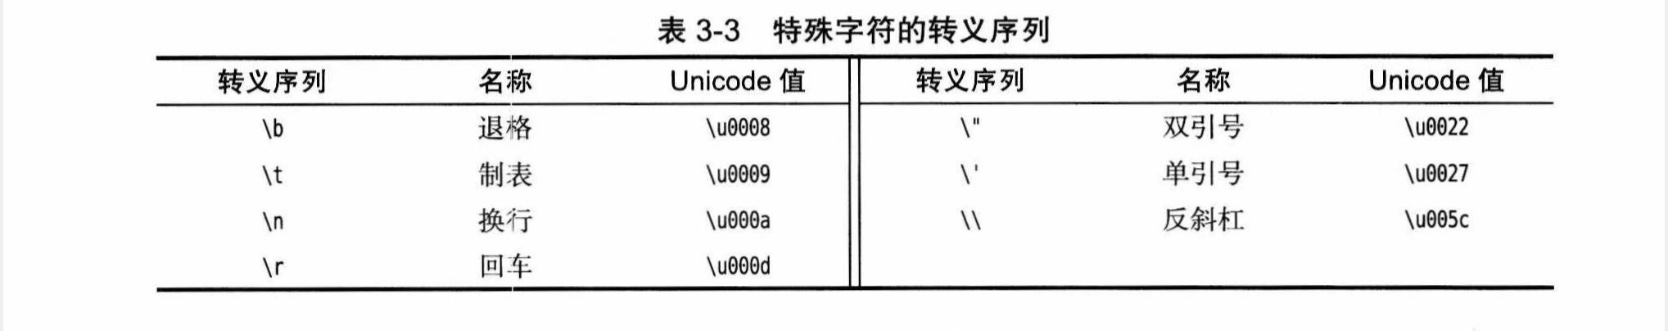 表 3-3 特殊字符的转义序列
转义序列 名称 Unicode 值 转义序列 名称 Unicode 值
\b 退格 \u0008 \" 双引号 \u0022
\t 制表 \u0009 \' 单引号 \u0027
\n 换行 \u000a \\ 反斜杠 \u005c
\r 回车 \u000d